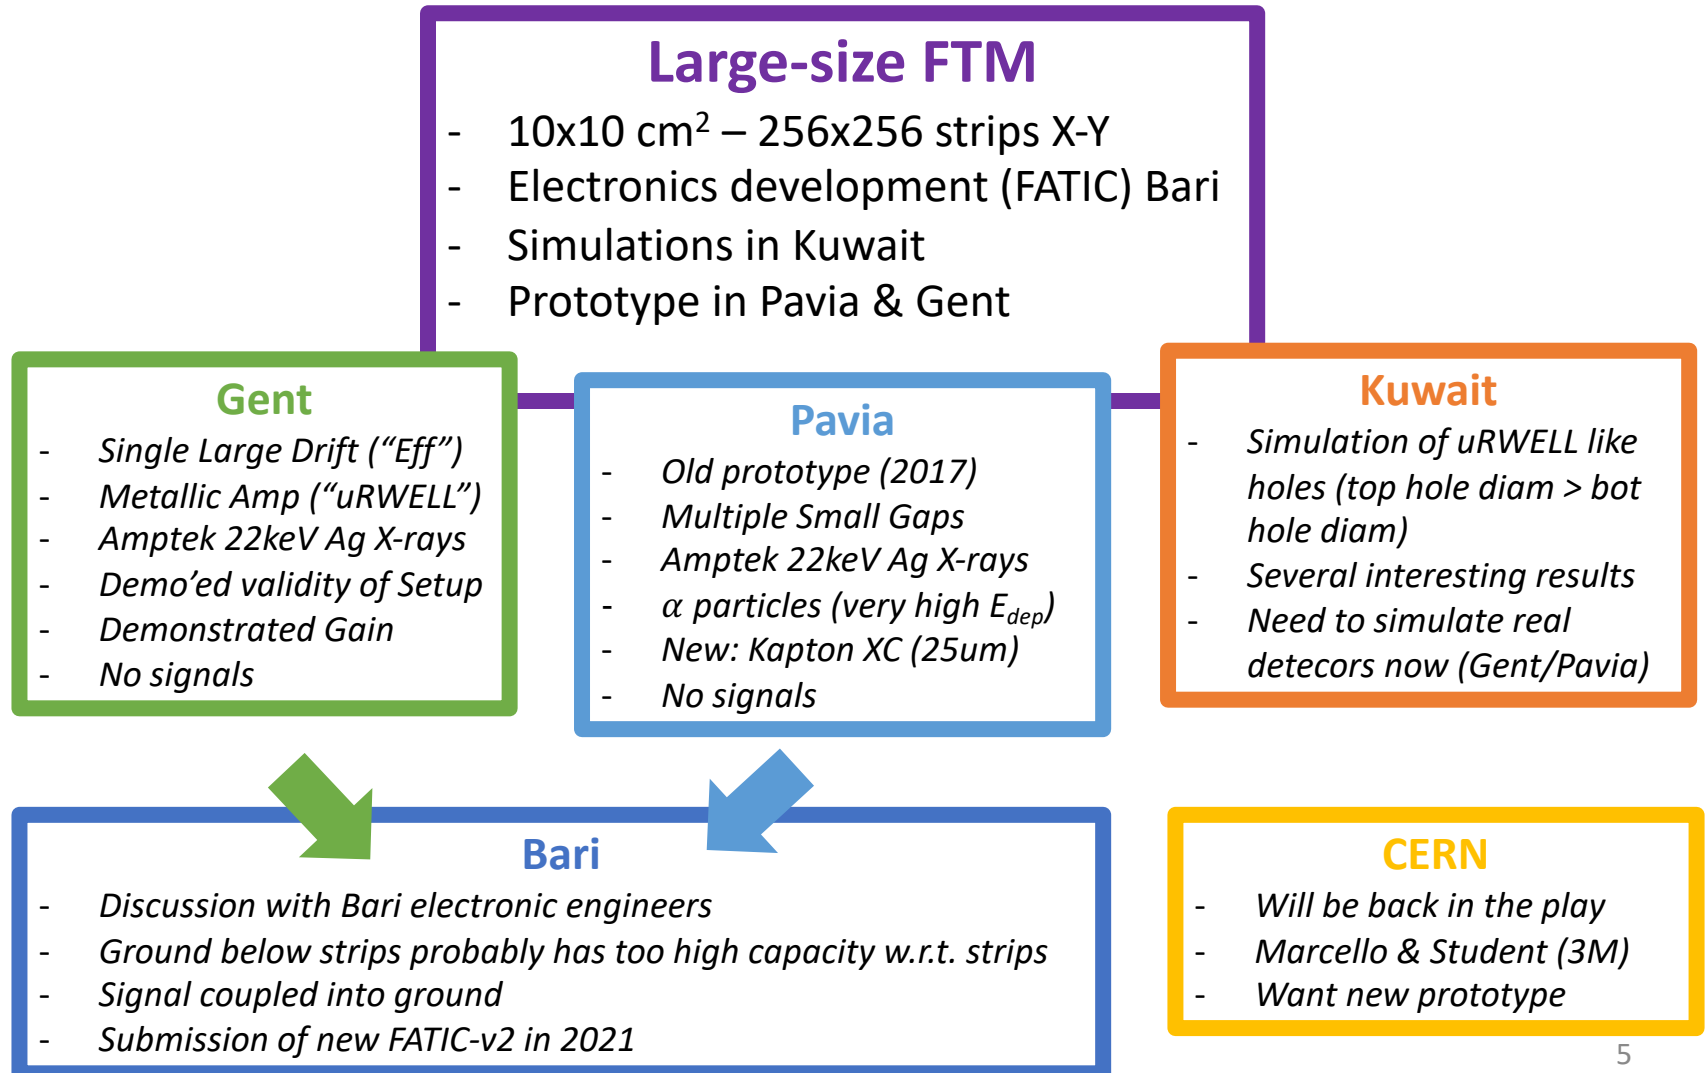 Large-size FTM
- 10x10 cm² – 256x256 strips X-Y
- Electronics development (FATIC) Bari
- Simulations in Kuwait
- Prototype in Pavia & Gent
Gent
- Single Large Drift (“Eff”)
- Metallic Amp (“uRWELL”)
- Amptek 22keV Ag X-rays
- Demo’ed validity of Setup
- Demonstrated Gain
- No signals
Pavia
- Old prototype (2017)
- Multiple Small Gaps
- Amptek 22keV Ag X-rays
- α particles (very high E_dep)
- New: Kapton XC (25um)
- No signals
Kuwait
- Simulation of uRWELL like
holes (top hole diam > bot
hole diam)
- Several interesting results
- Need to simulate real
detecors now (Gent/Pavia)
Bari
- Discussion with Bari electronic engineers
- Ground below strips probably has too high capacity w.r.t. strips
- Signal coupled into ground
- Submission of new FATIC-v2 in 2021
CERN
- Will be back in the play
- Marcello & Student (3M)
- Want new prototype
5